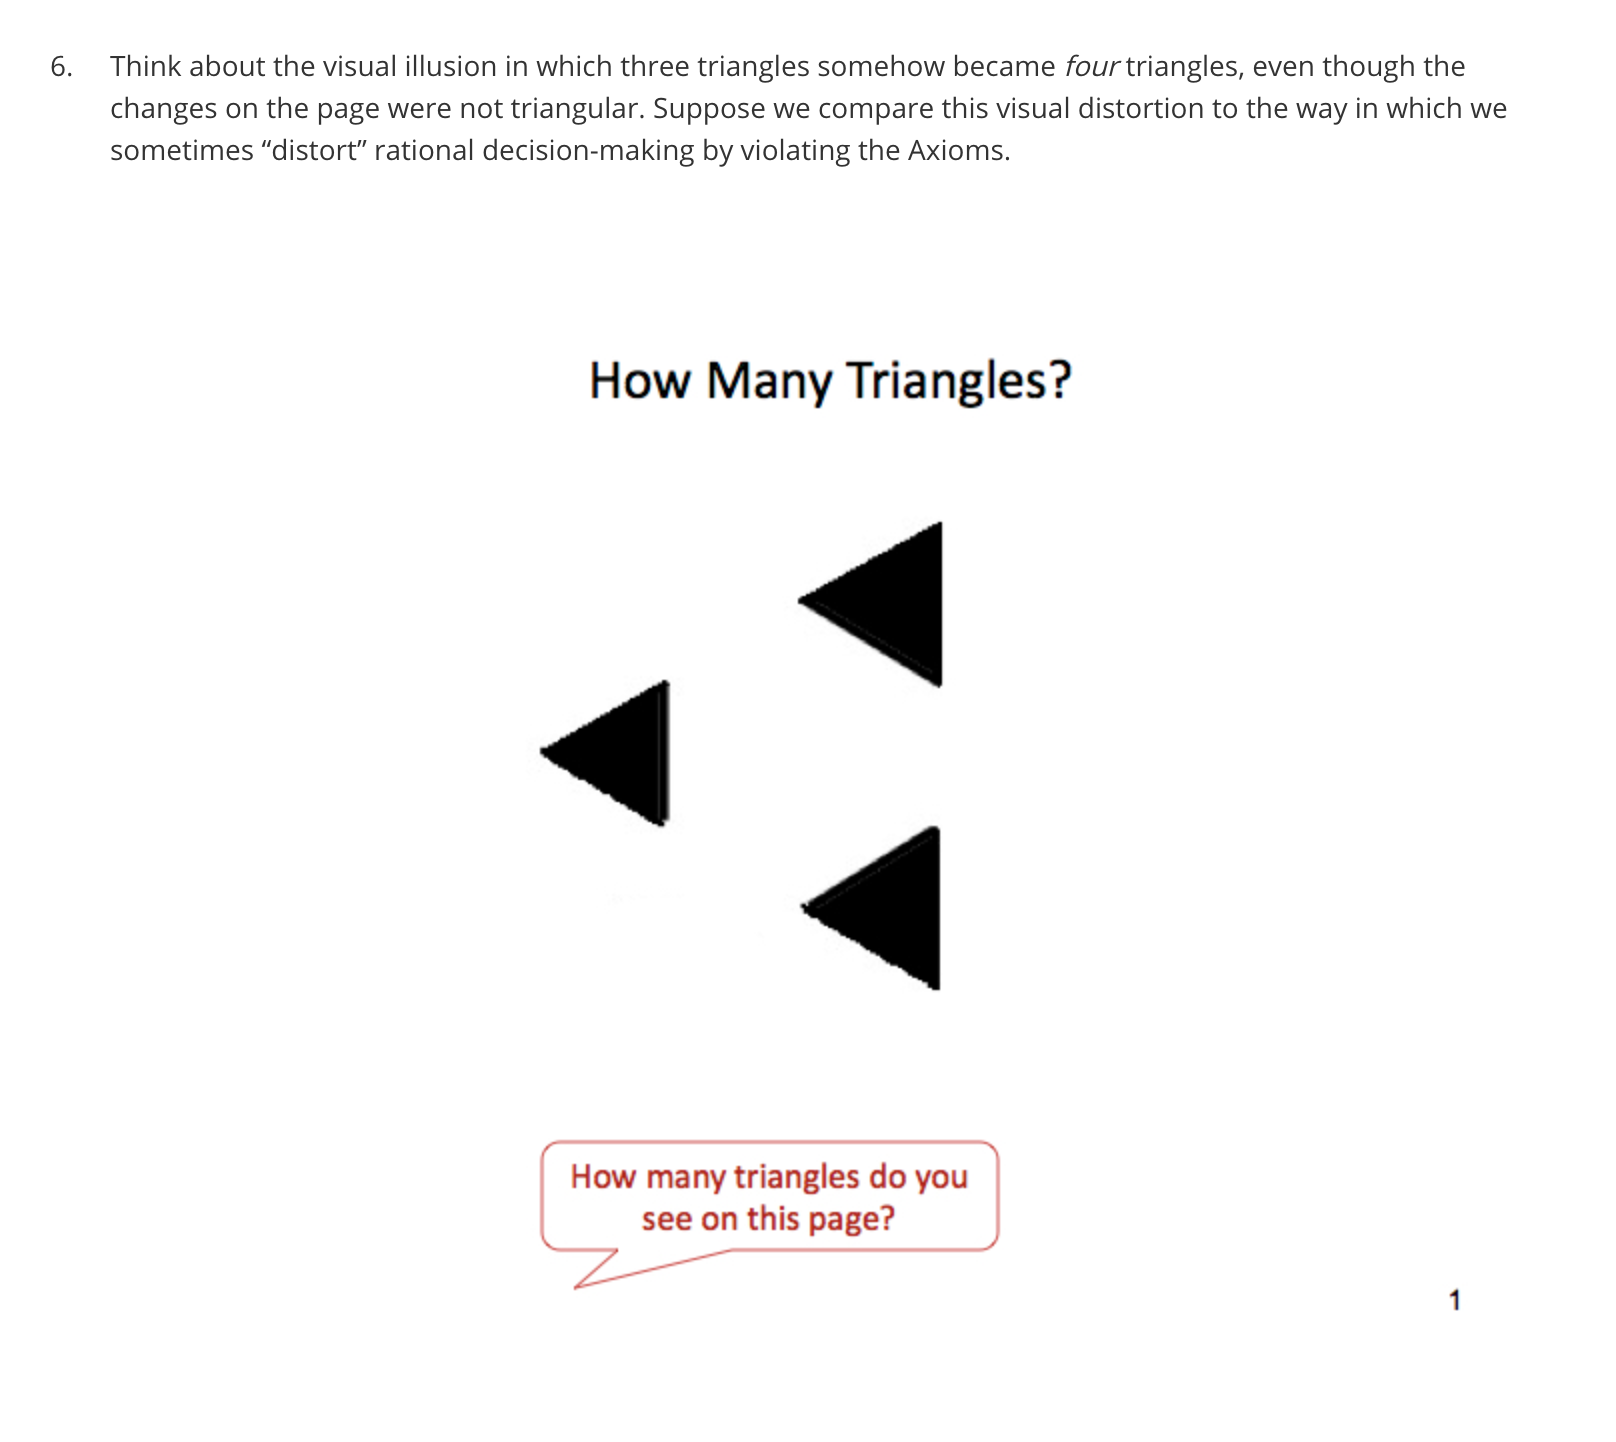 6. Think about the visual illusion in which three triangles somehow became four triangles, even though the
changes on the page were not triangular. Suppose we compare this visual distortion to the way in which we
sometimes “distort” rational decision-making by violating the Axioms.
How Many Triangles?
How many triangles do you
see on this page?
1